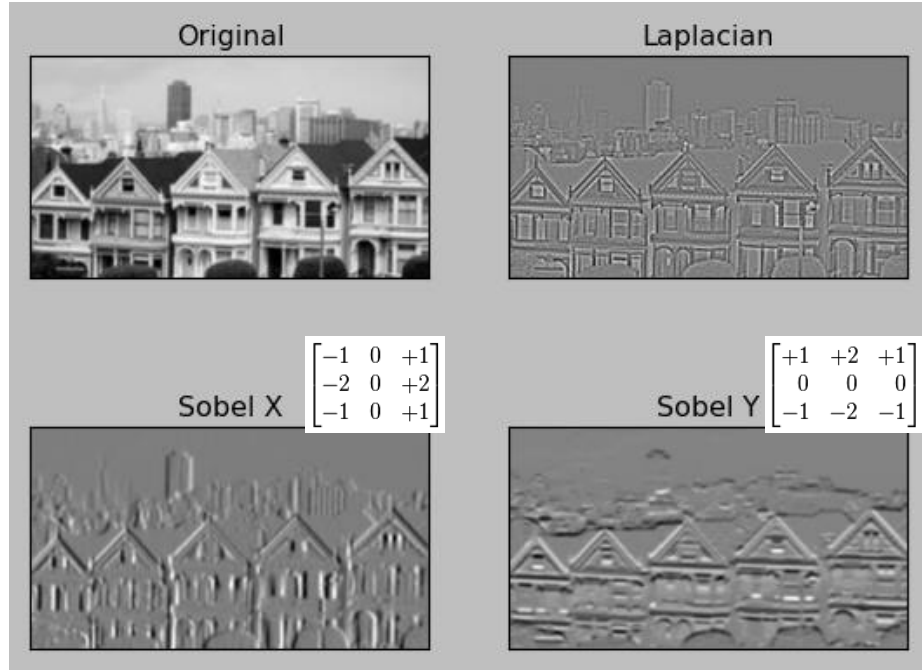 Original
Laplacian
Sobel X
−1 0 +1
−2 0 +2
−1 0 +1
Sobel Y
+1 +2 +1
0 0 0
−1 −2 −1